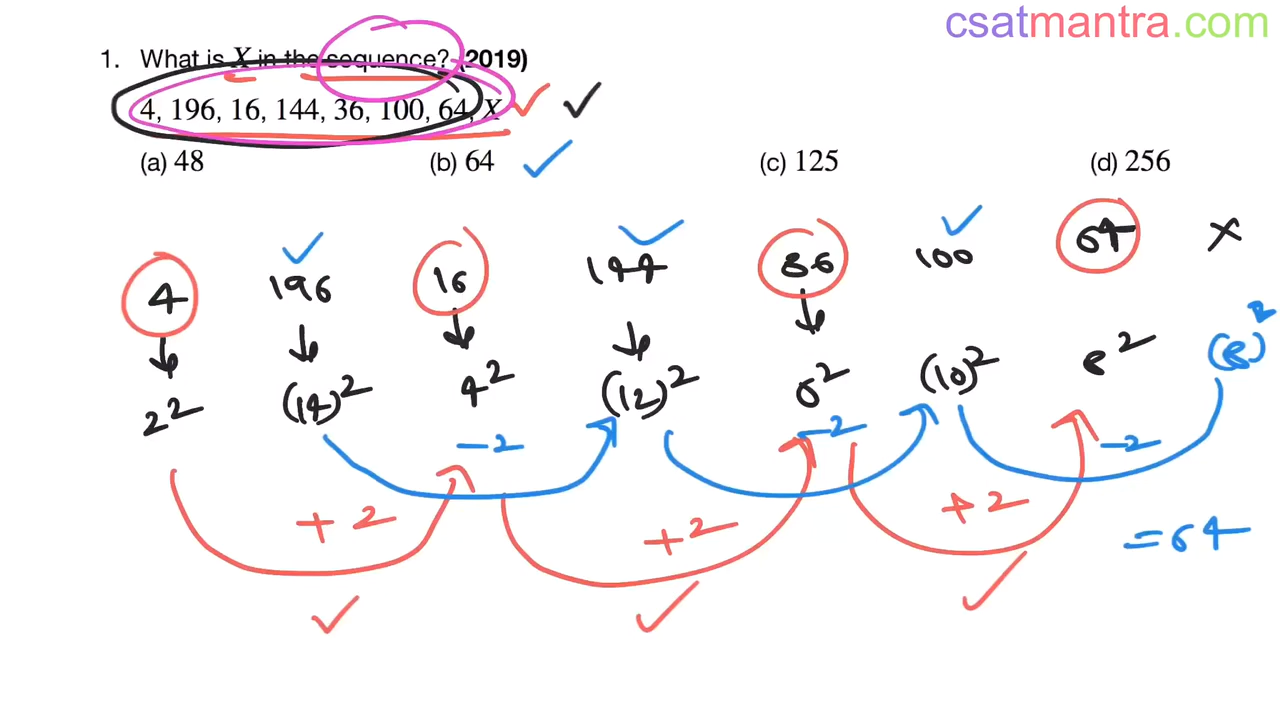 csatmantra.com
1. What is X in the sequence? (2019)
4, 196, 16, 144, 36, 100, 64, X
(a) 48 (b) 64 (c) 125 (d) 256
4 196 16 144 36 100 64 X
2² (14)² 4² (12)² 6² (10)² 8² (8)²
-2 -2 -2
+2 +2 +2
=64